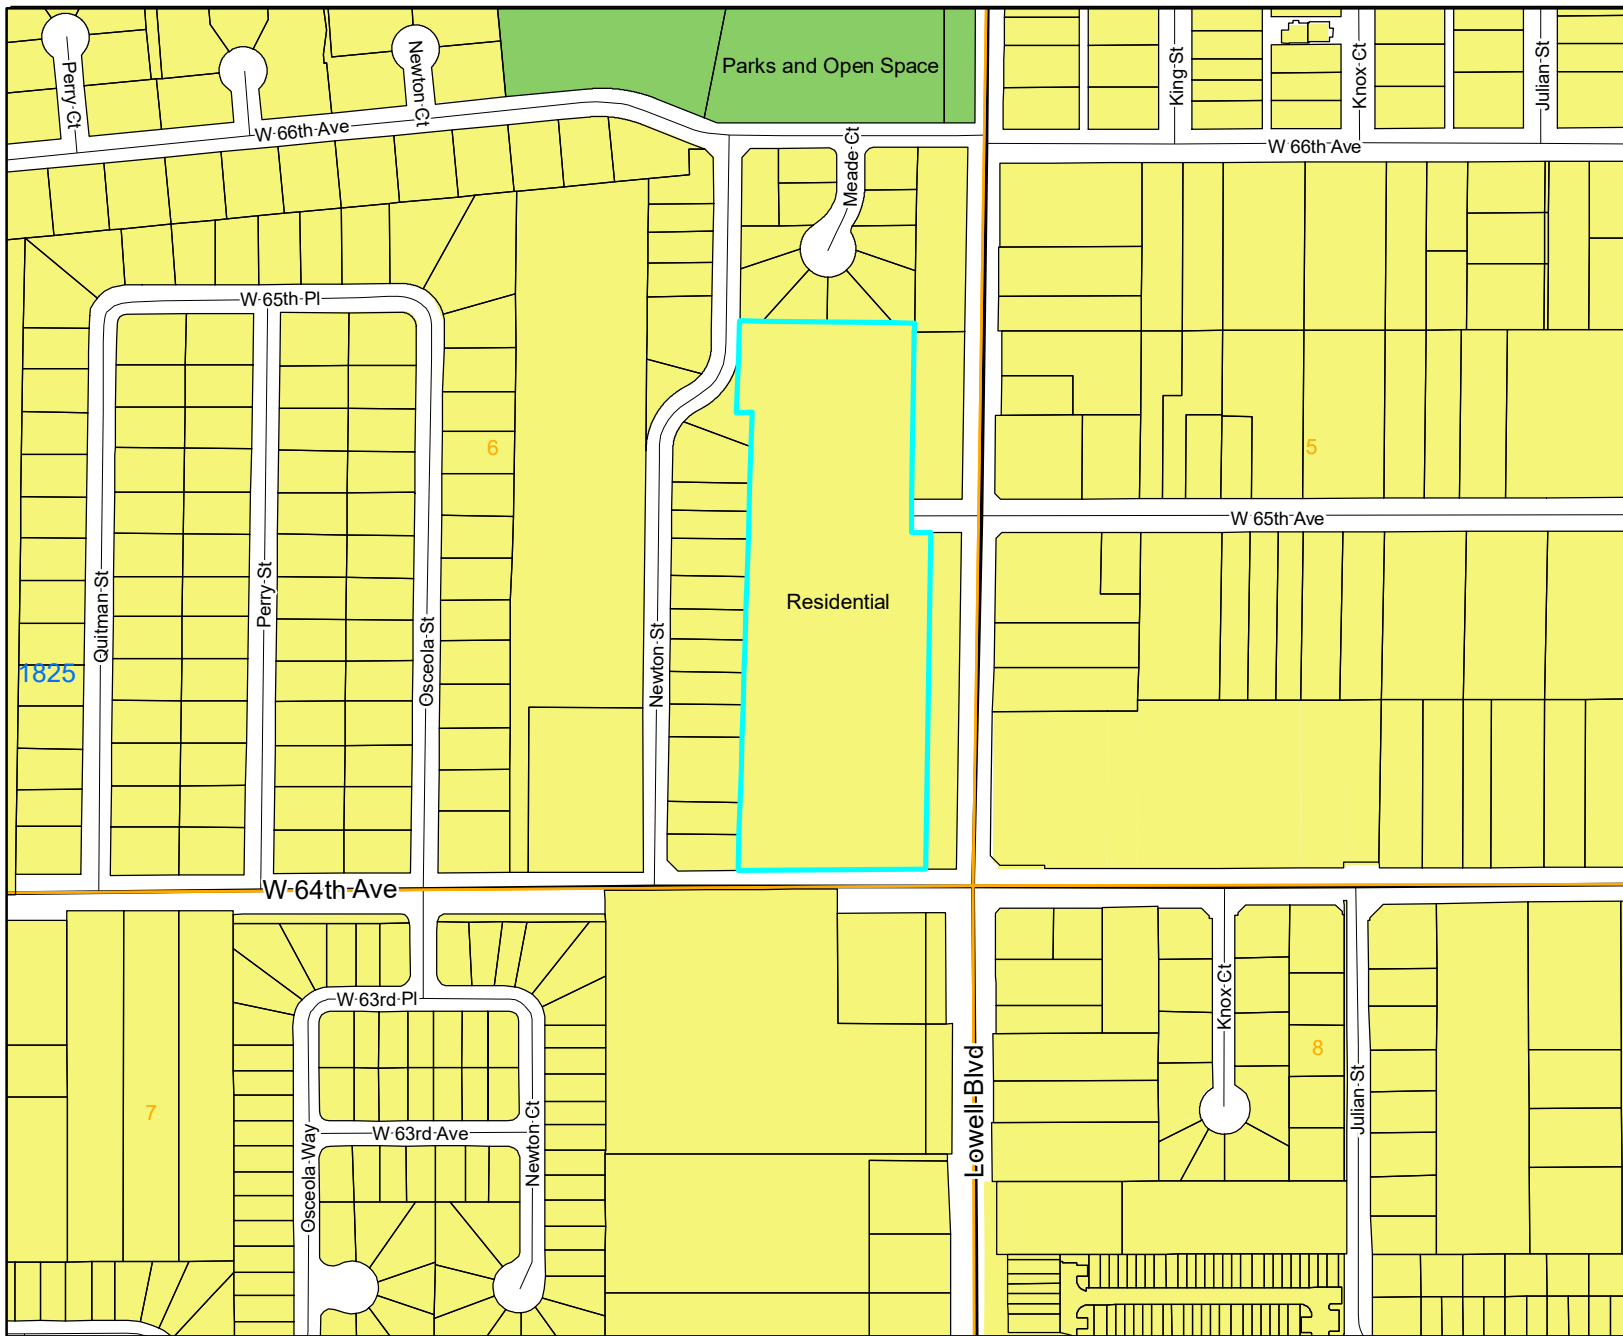 Perry Ct
Newton Ct
Parks and Open Space
King St
Knox Ct
Julian St
W 66th Ave
Meade Ct
W 66th Ave
W 65th Pl
6
5
W 65th Ave
Quitman St
Perry St
Osceola St
Newton St
Residential
1825
W 64th Ave
W 63rd Pl
Knox Ct
Lowell Blvd
8
Julian St
7
Osceola Way
W 63rd Ave
Newton Ct